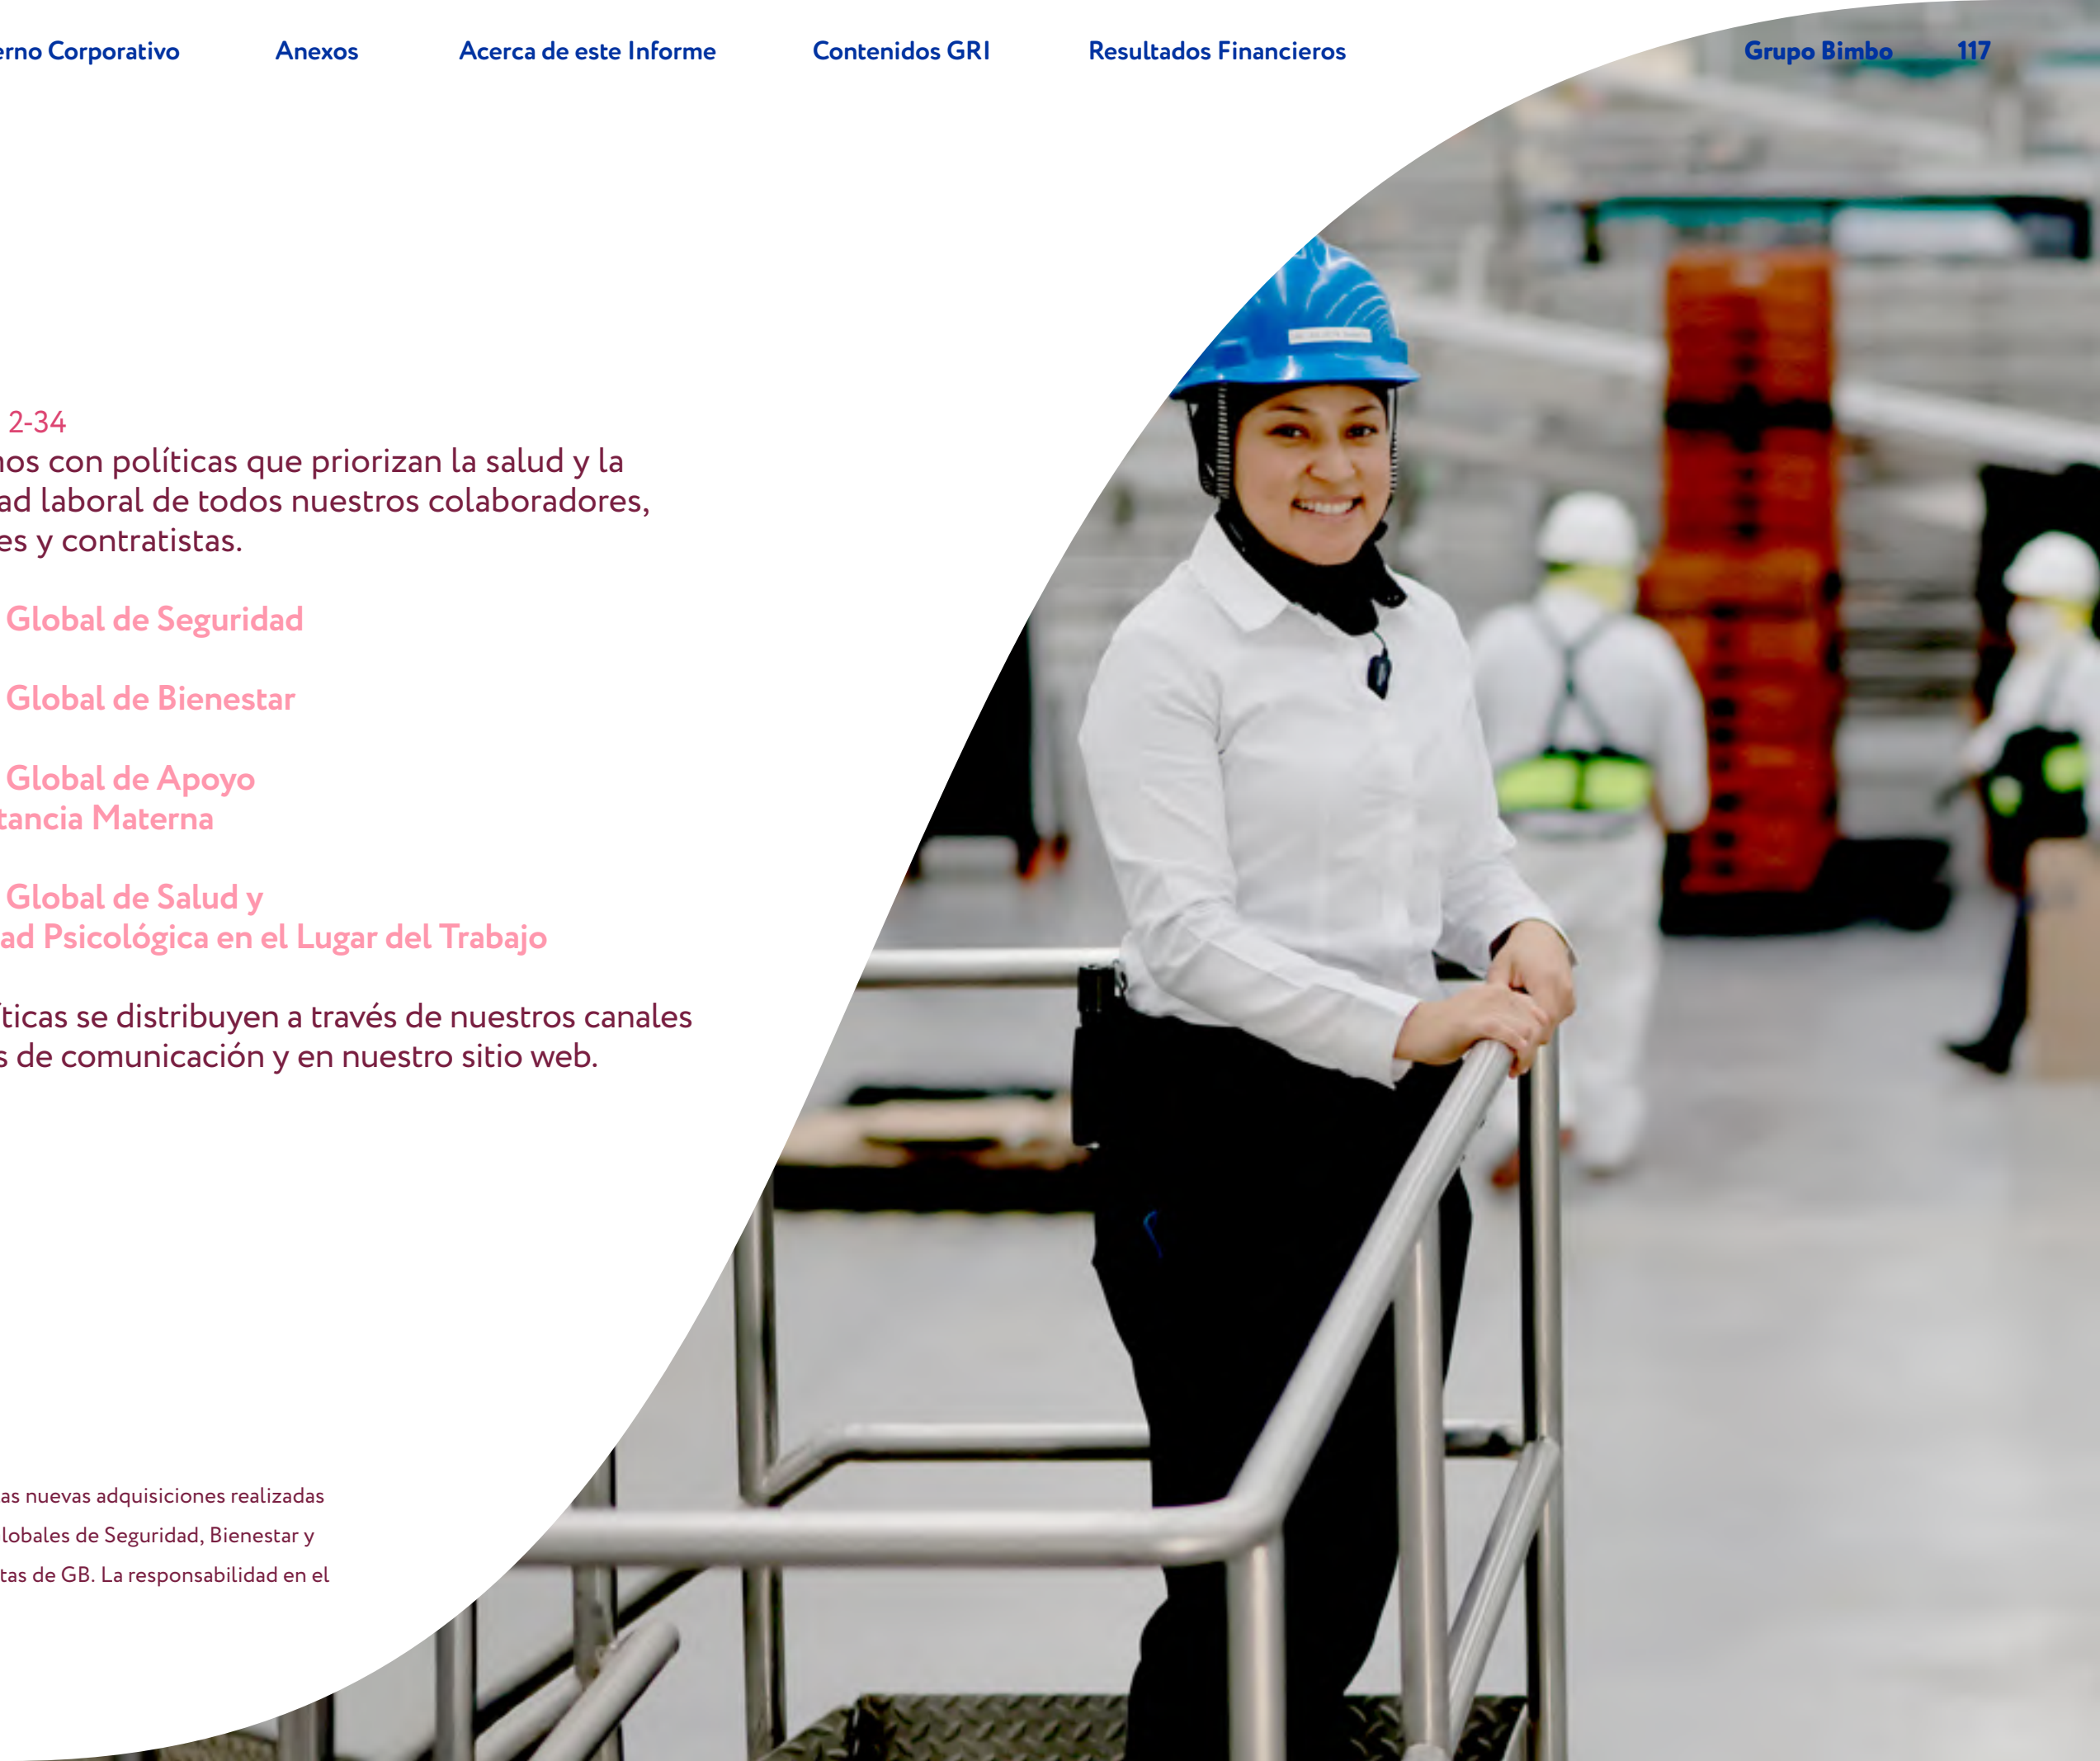 erno Corporativo Anexos Acerca de este Informe Contenidos GRI Resultados Financieros Grupo Bimbo 117
2-34
nos con políticas que priorizan la salud y la
ad laboral de todos nuestros colaboradores,
es y contratistas.
Global de Seguridad
Global de Bienestar
Global de Apoyo
tancia Materna
Global de Salud y
ad Psicológica en el Lugar del Trabajo
íticas se distribuyen a través de nuestros canales
s de comunicación y en nuestro sitio web.
as nuevas adquisiciones realizadas
lobales de Seguridad, Bienestar y
tas de GB. La responsabilidad en el